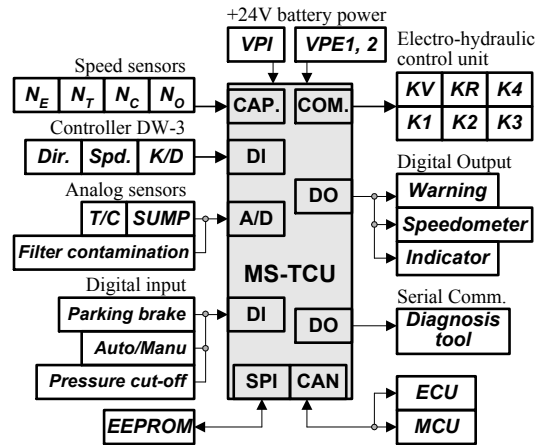 +24V battery power
VPI VPE1, 2
Electro-hydraulic
control unit
Speed sensors
N_E N_T N_C N_O
CAP. COM.
KV KR K4
K1 K2 K3
Controller DW-3
Dir. Spd. K/D
DI
Digital Output
DO
Warning
Speedometer
Indicator
Analog sensors
T/C SUMP
A/D
Filter contamination
MS-TCU
Digital input
Parking brake
DI
Auto/Manu
Pressure cut-off
Serial Comm.
DO
Diagnosis
tool
SPI CAN
EEPROM
ECU
MCU